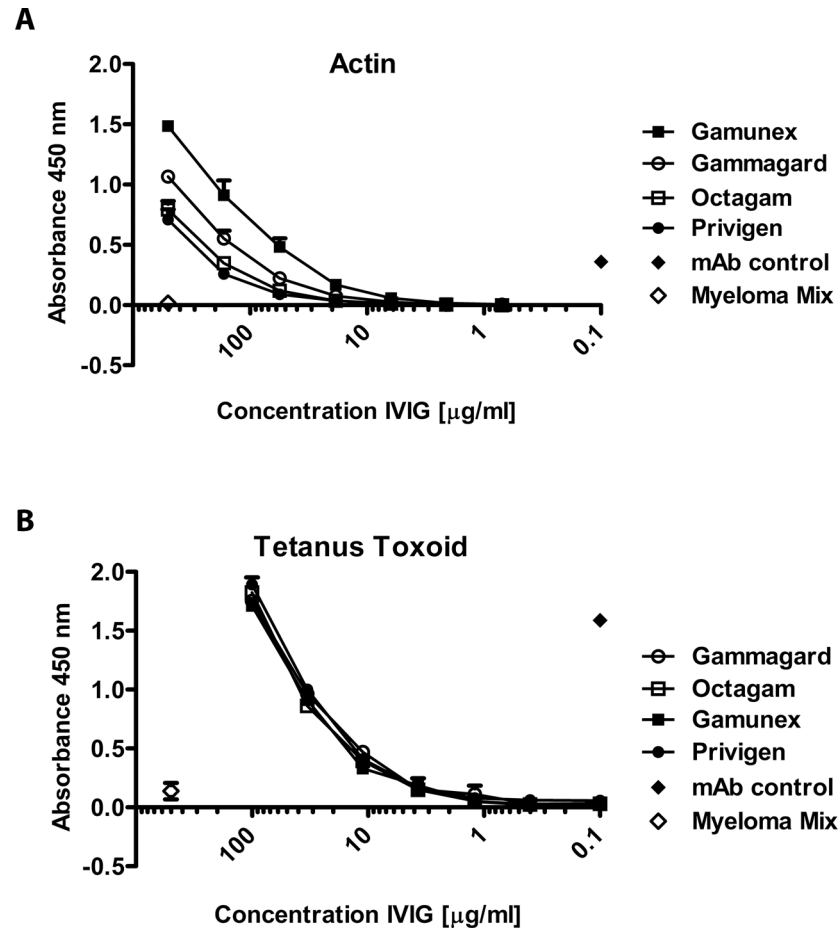 A
Actin
Absorbance 450 nm
2.0
1.5
1.0
0.5
0.0
-0.5
100
10
1
0.1
Concentration IVIG [μg/ml]
Gamunex
Gammagard
Octagam
Privigen
mAb control
Myeloma Mix
B
Tetanus Toxoid
Absorbance 450 nm
2.0
1.5
1.0
0.5
0.0
-0.5
100
10
1
0.1
Concentration IVIG [μg/ml]
Gammagard
Octagam
Gamunex
Privigen
mAb control
Myeloma Mix